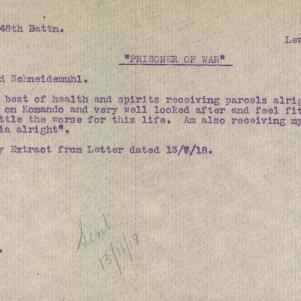 48th Battn.
Lew
"PRISONER OF WAR"
d Schneidemuhl.
best of health and spirits receiving parcels alrig
on Komando and very well looked after and feel fit
ttle the worse for this life. Am also receiving my
ia alright".
y Extract from Letter dated 13/7/18.
Sent
13/11/18